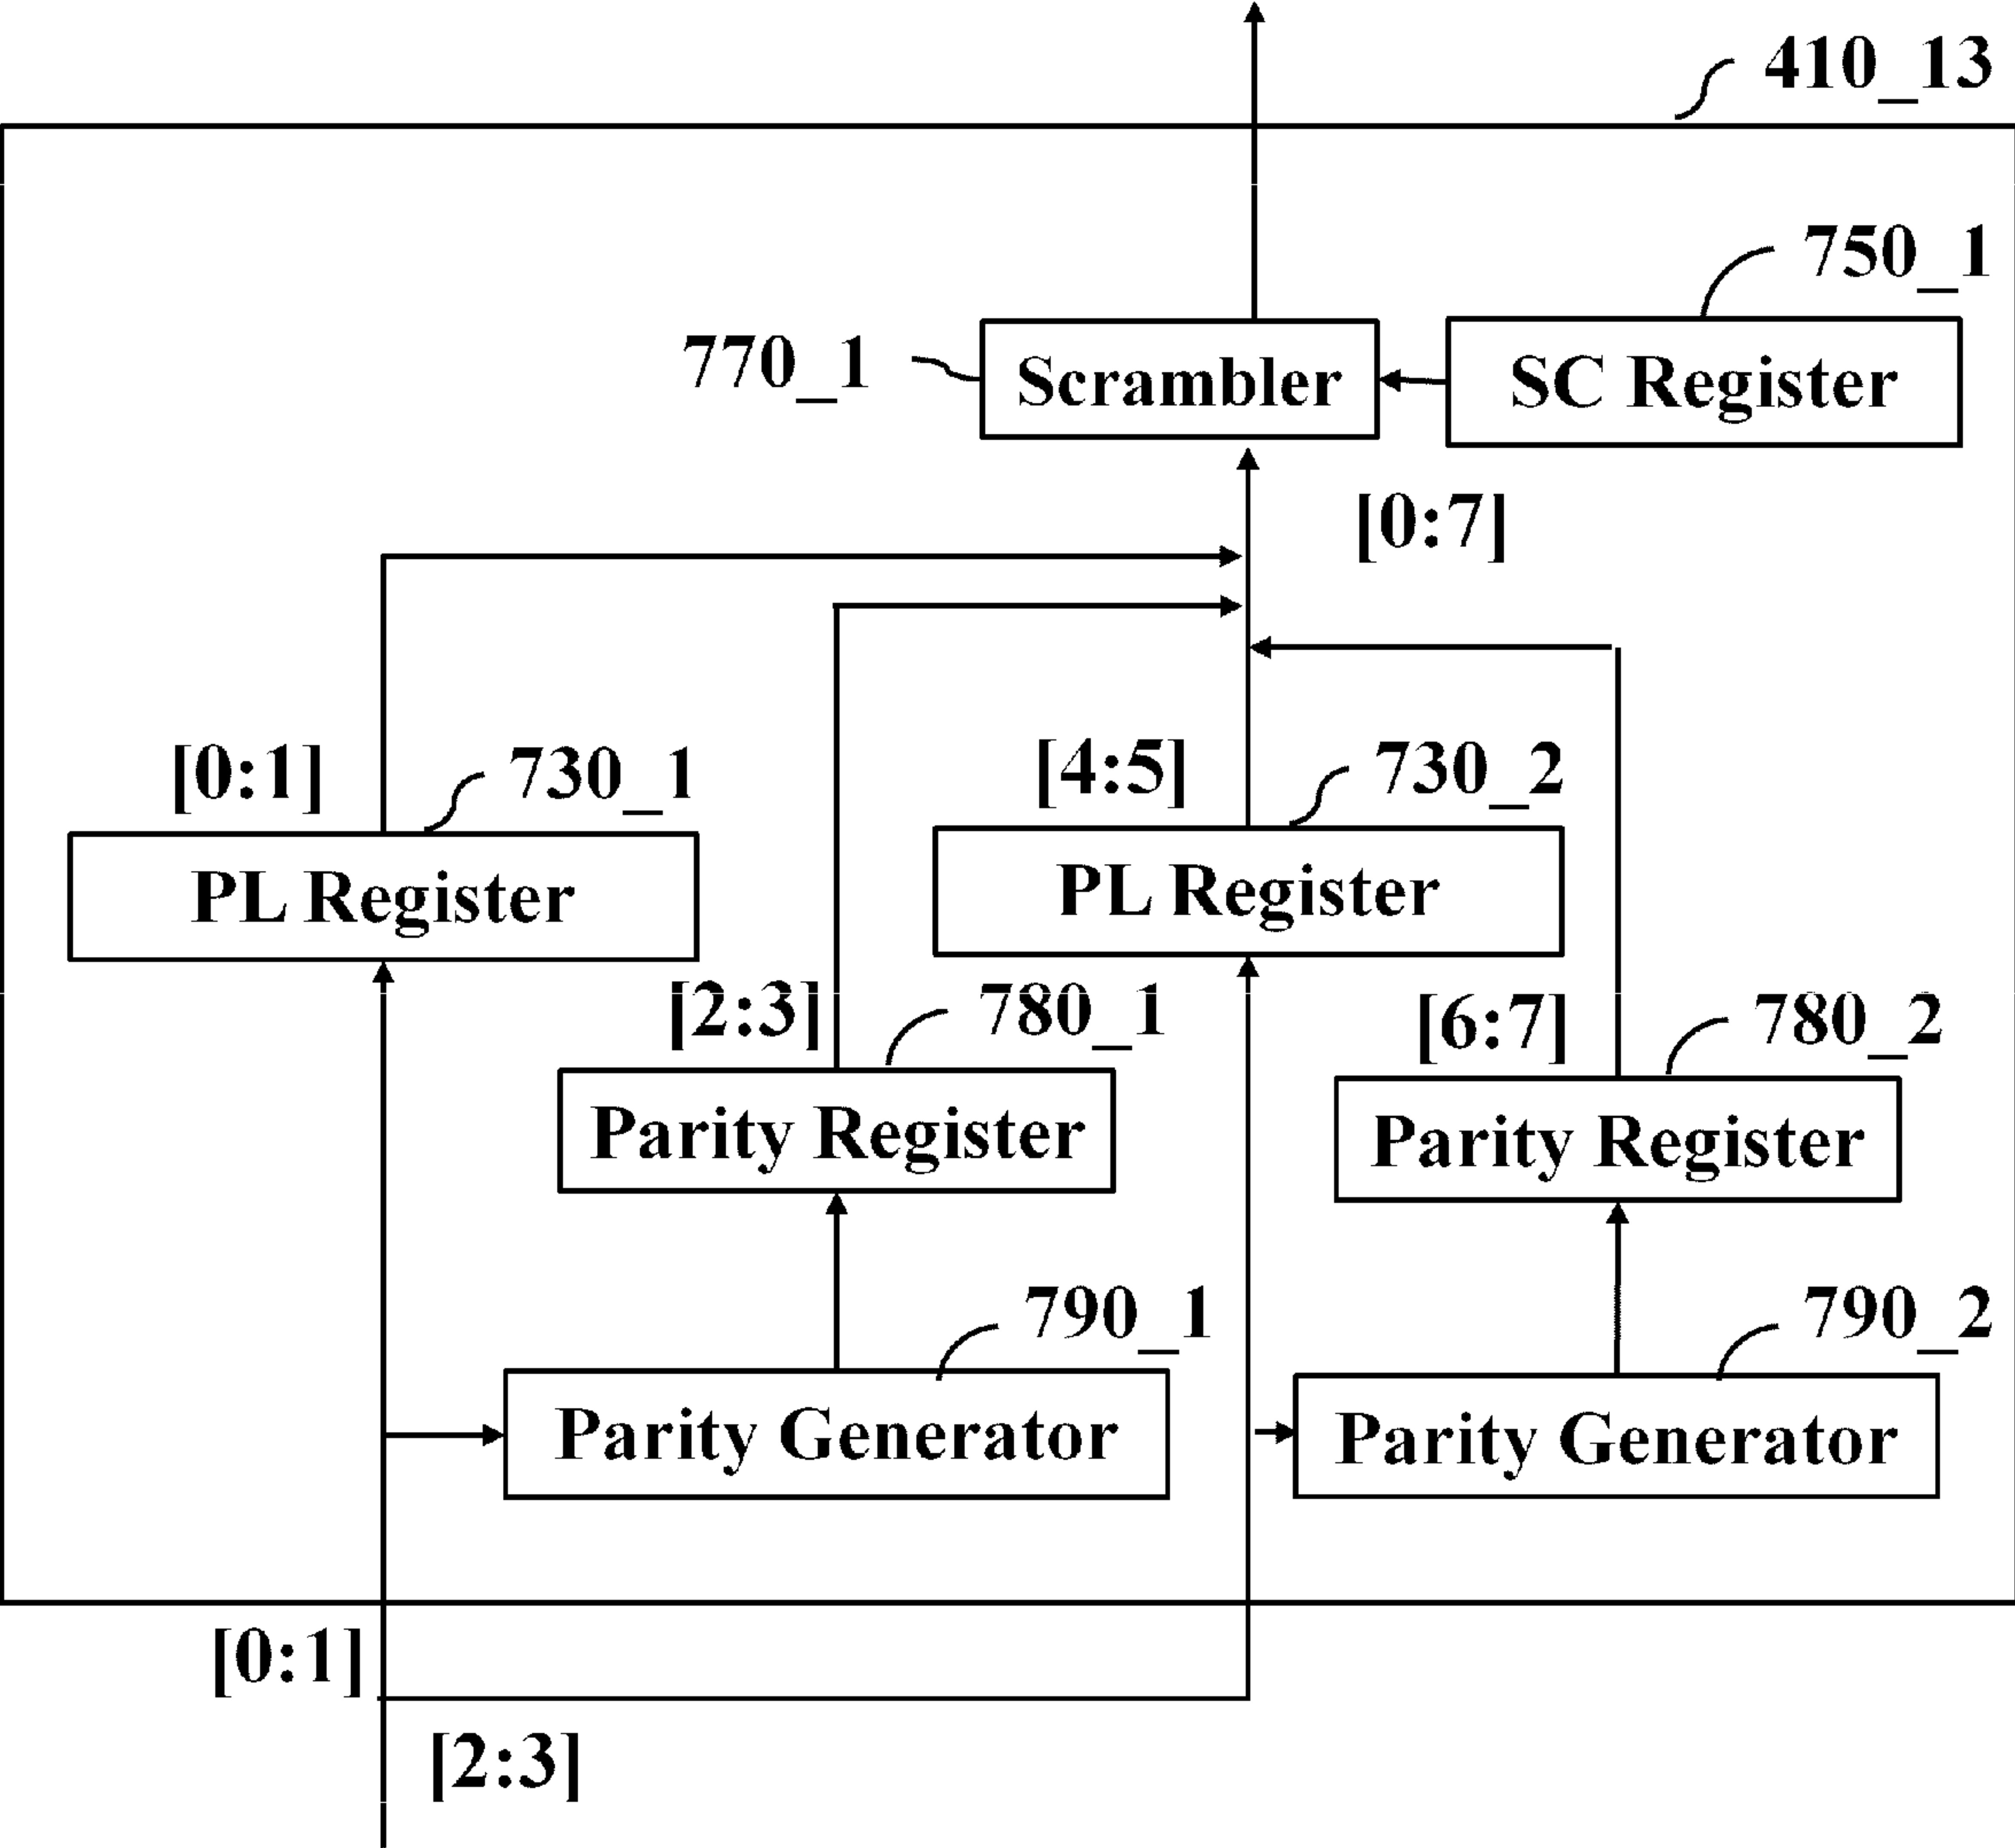 410_13
750_1
770_1
Scrambler
SC Register
[0:7]
[0:1]
730_1
[4:5]
730_2
PL Register
PL Register
[2:3]
780_1
[6:7]
780_2
Parity Register
Parity Register
790_1
790_2
Parity Generator
Parity Generator
[0:1]
[2:3]